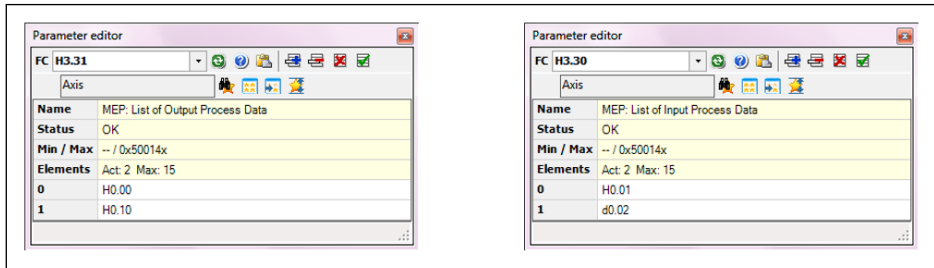 Parameter editor
FC H3.31
Axis
Name MEP: List of Output Process Data
Status OK
Min / Max -- / 0x50014x
Elements Act: 2 Max: 15
0 H0.00
1 H0.10
Parameter editor
FC H3.30
Axis
Name MEP: List of Input Process Data
Status OK
Min / Max -- / 0x50014x
Elements Act: 2 Max: 15
0 H0.01
1 d0.02